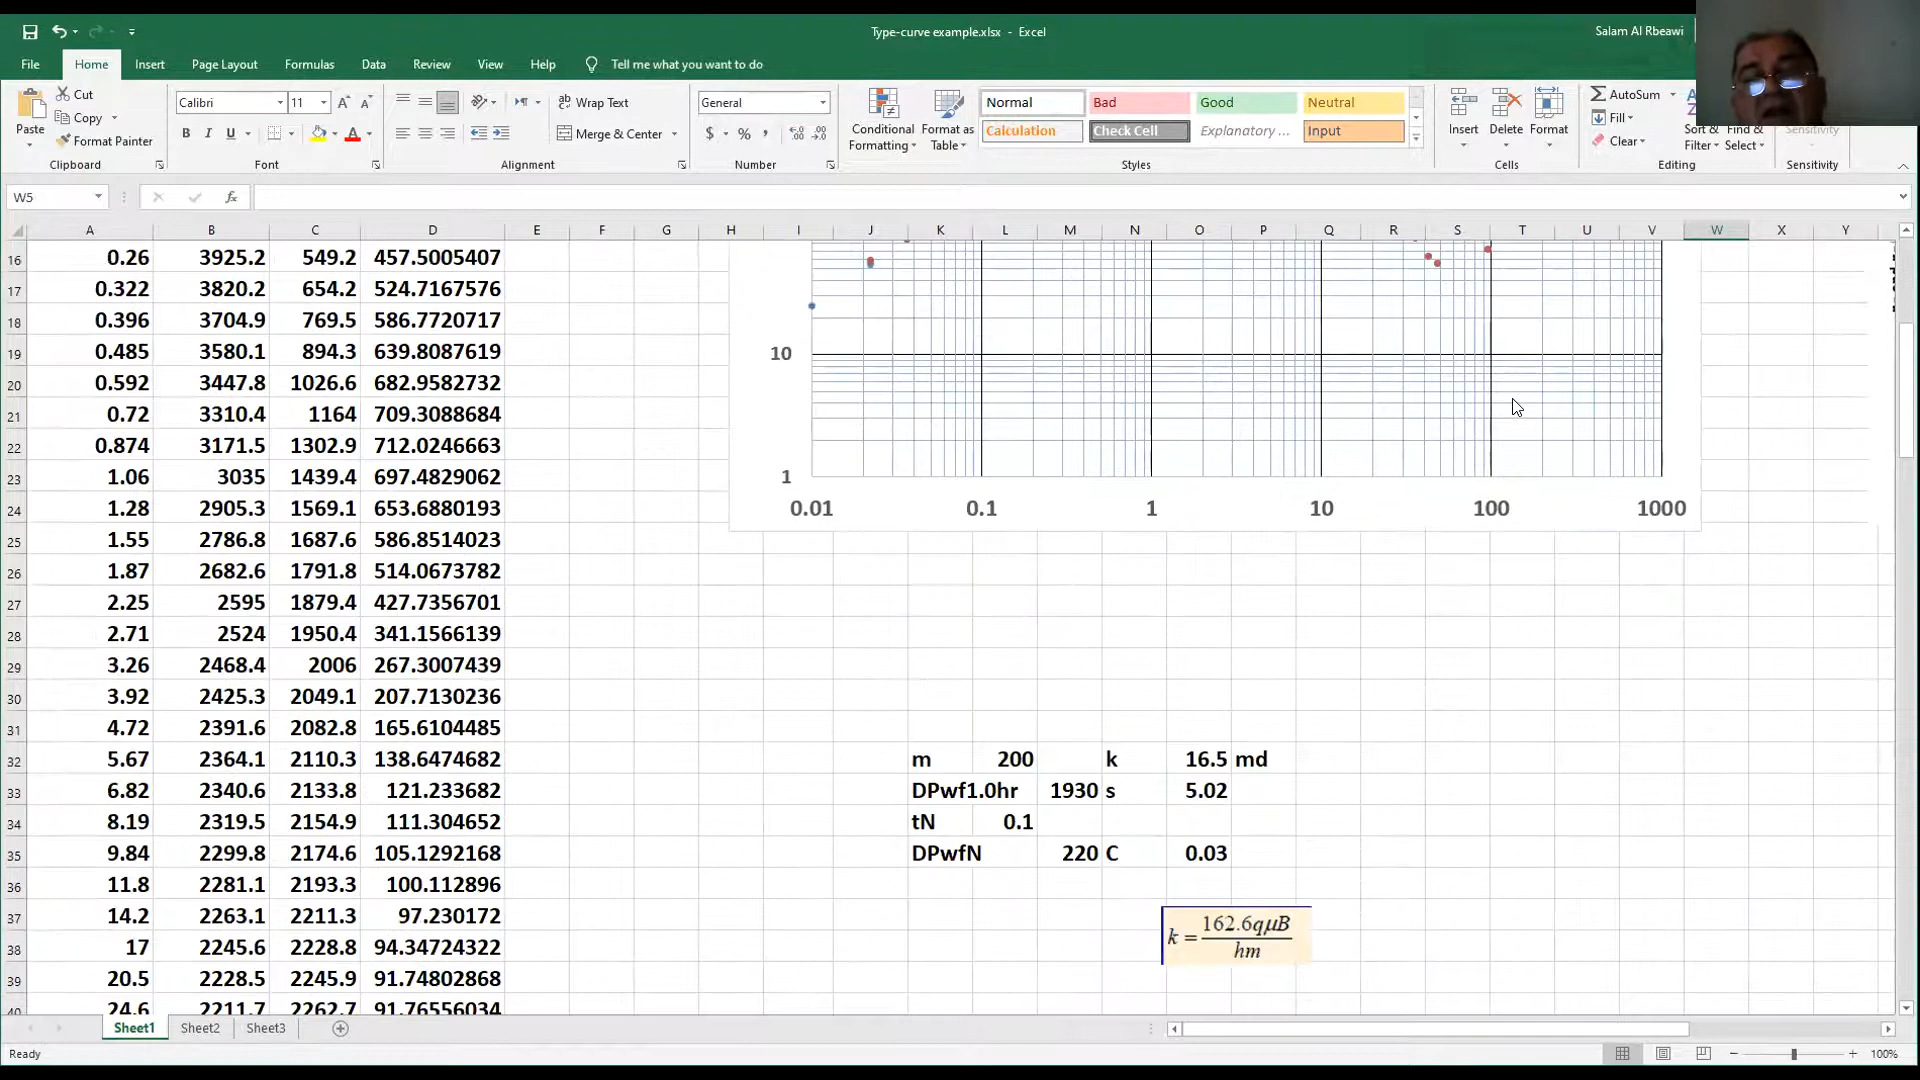 Type-curve example.xlsx - Excel
Salam Al Rbeawi
File Home Insert Page Layout Formulas Data Review View Help Tell me what you want to do
Paste
Cut
Copy
Format Painter
Clipboard
Calibri 11
B I U
Font
Wrap Text
Merge & Center
Alignment
General
$ % ,
Number
Conditional Formatting
Format as Table
Normal Bad Good Neutral
Calculation Check Cell Explanatory ... Input
Styles
Insert Delete Format
Cells
AutoSum
Fill
Clear
Sort & Filter
Find & Select
Editing
Sensitivity
Sensitivity
W5 fx
A B C D E F G H I J K L M N O P Q R S T U V W X Y
16 0.26 3925.2 549.2 457.5005407
17 0.322 3820.2 654.2 524.7167576
18 0.396 3704.9 769.5 586.7720717
19 0.485 3580.1 894.3 639.8087619
20 0.592 3447.8 1026.6 682.9582732
21 0.72 3310.4 1164 709.3088684
22 0.874 3171.5 1302.9 712.0246663
23 1.06 3035 1439.4 697.4829062
24 1.28 2905.3 1569.1 653.6880193
25 1.55 2786.8 1687.6 586.8514023
26 1.87 2682.6 1791.8 514.0673782
27 2.25 2595 1879.4 427.7356701
28 2.71 2524 1950.4 341.1566139
29 3.26 2468.4 2006 267.3007439
30 3.92 2425.3 2049.1 207.7130236
31 4.72 2391.6 2082.8 165.6104485
32 5.67 2364.1 2110.3 138.6474682
33 6.82 2340.6 2133.8 121.233682
34 8.19 2319.5 2154.9 111.304652
35 9.84 2299.8 2174.6 105.1292168
36 11.8 2281.1 2193.3 100.112896
37 14.2 2263.1 2211.3 97.230172
38 17 2245.6 2228.8 94.34724322
39 20.5 2228.5 2245.9 91.74802868
40 24.6 2211.7 2262.7 91.76556034
10
1
0.01 0.1 1 10 100 1000
m 200 k 16.5 md
DPwf1.0hr 1930 s 5.02
tN 0.1
DPwfN 220 C 0.03
k = 162.6qμB / hm
Sheet1 Sheet2 Sheet3
Ready
100%